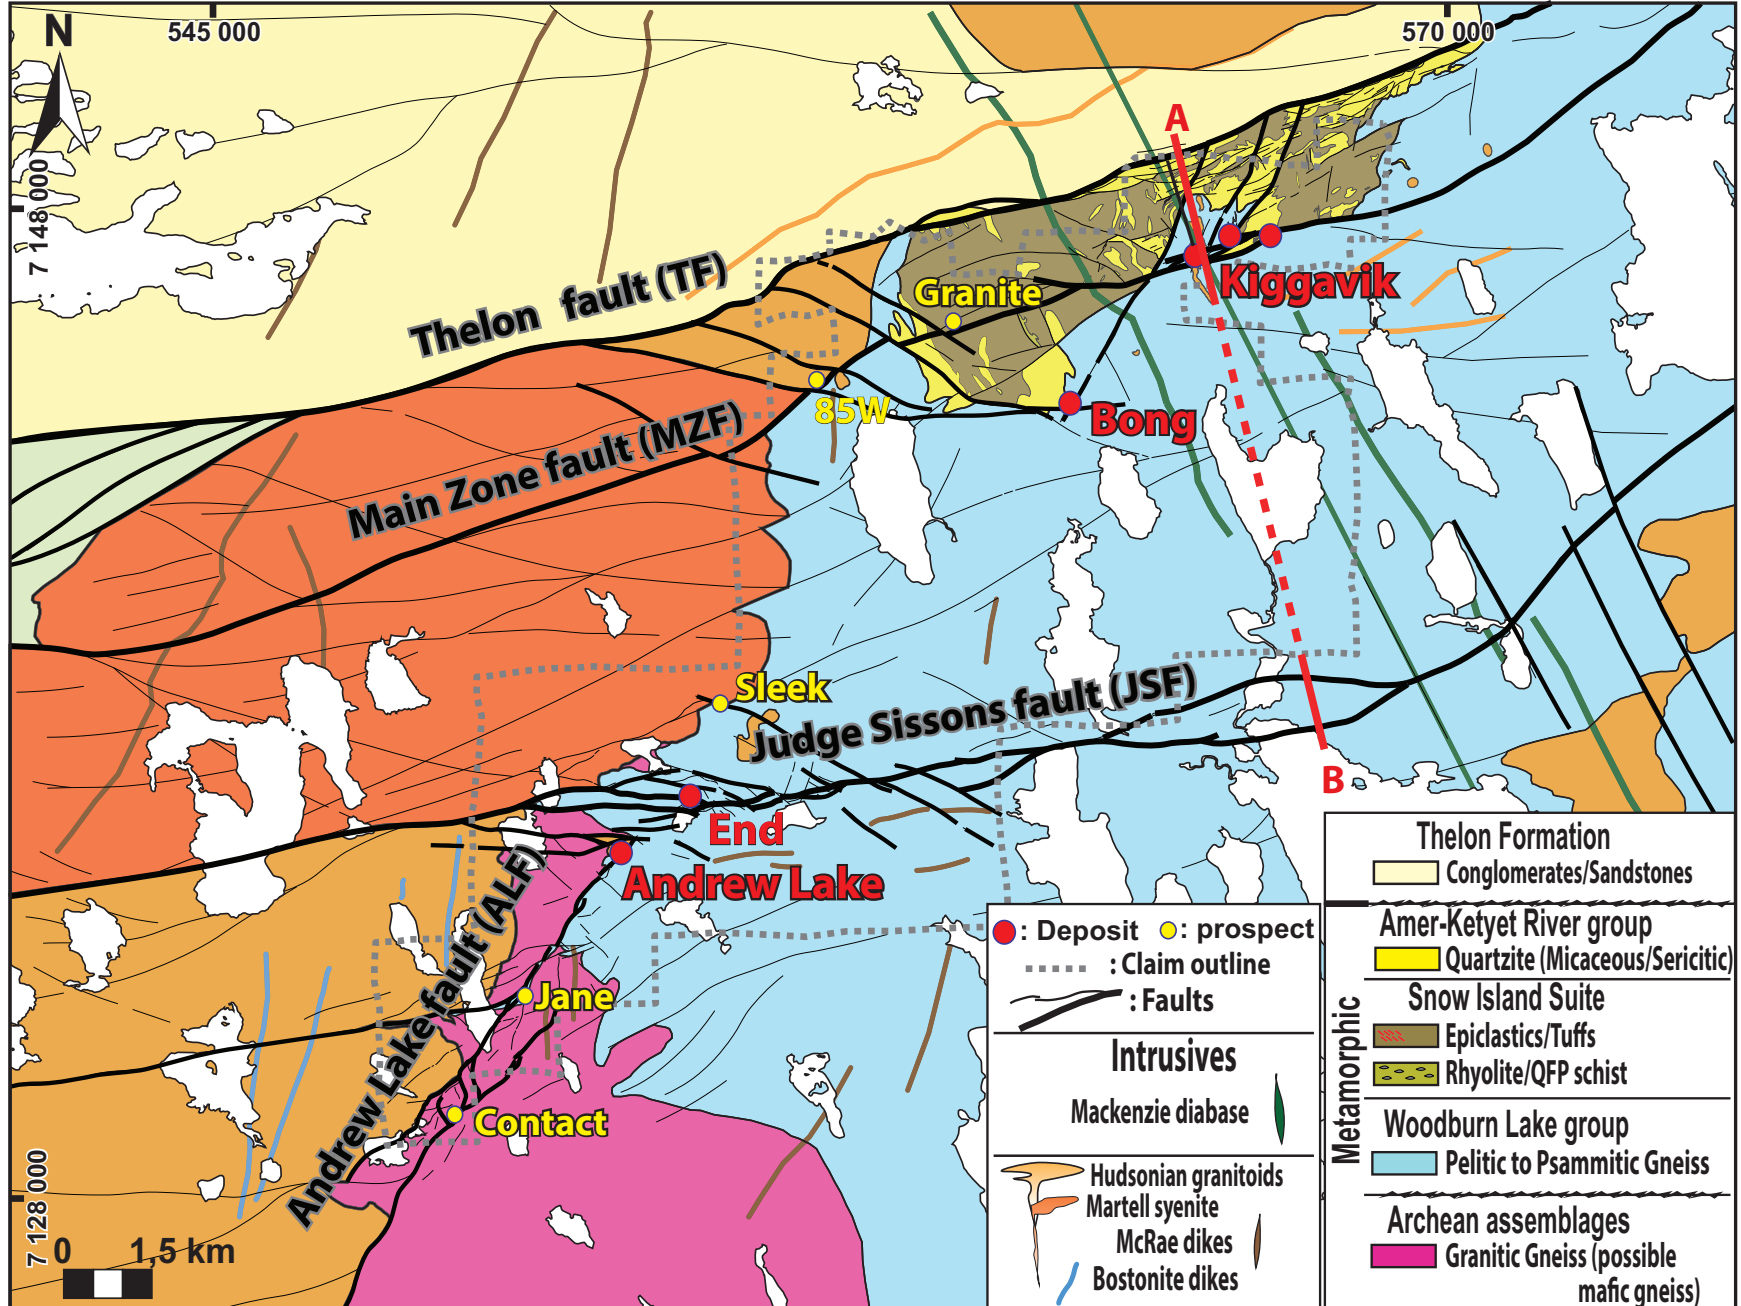 545 000
570 000
N
7 148 000
7 128 000
A
B
Thelon fault (TF)
Main Zone fault (MZF)
Judge Sissons fault (JSF)
Andrew Lake fault (ALF)
Granite
Kiggavik
85W
Bong
Sleek
End
Andrew Lake
Jane
Contact
0 1,5 km
: Deposit : prospect
: Claim outline
: Faults
Intrusives
Mackenzie diabase
Hudsonian granitoids
Martell syenite
McRae dikes
Bostonite dikes
Thelon Formation
Conglomerates/Sandstones
Metamorphic
Amer-Ketyet River group
Quartzite (Micaceous/Sericitic)
Snow Island Suite
Epiclastics/Tuffs
Rhyolite/QFP schist
Woodburn Lake group
Pelitic to Psammitic Gneiss
Archean assemblages
Granitic Gneiss (possible
mafic gneiss)